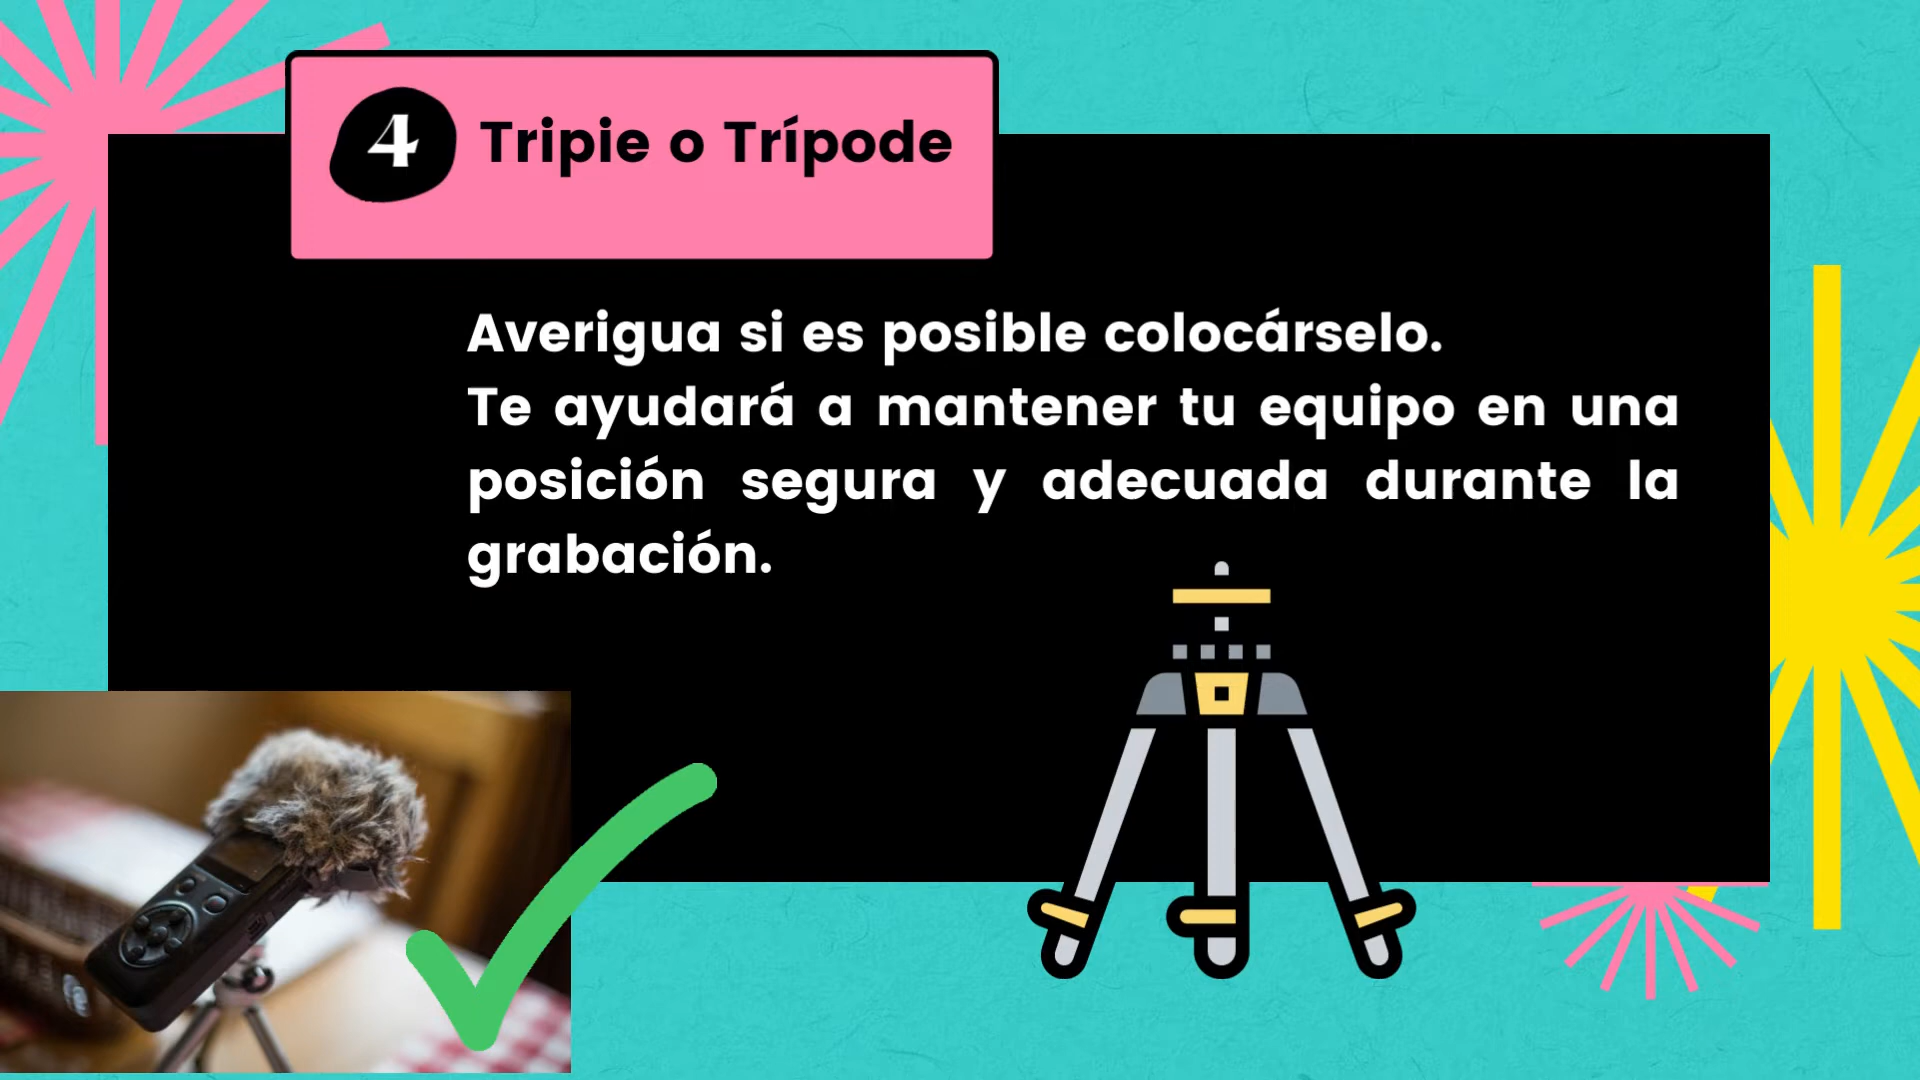 4 Tripie o Trípode
Averigua si es posible colocárselo.
Te ayudará a mantener tu equipo en una
posición segura y adecuada durante la
grabación.